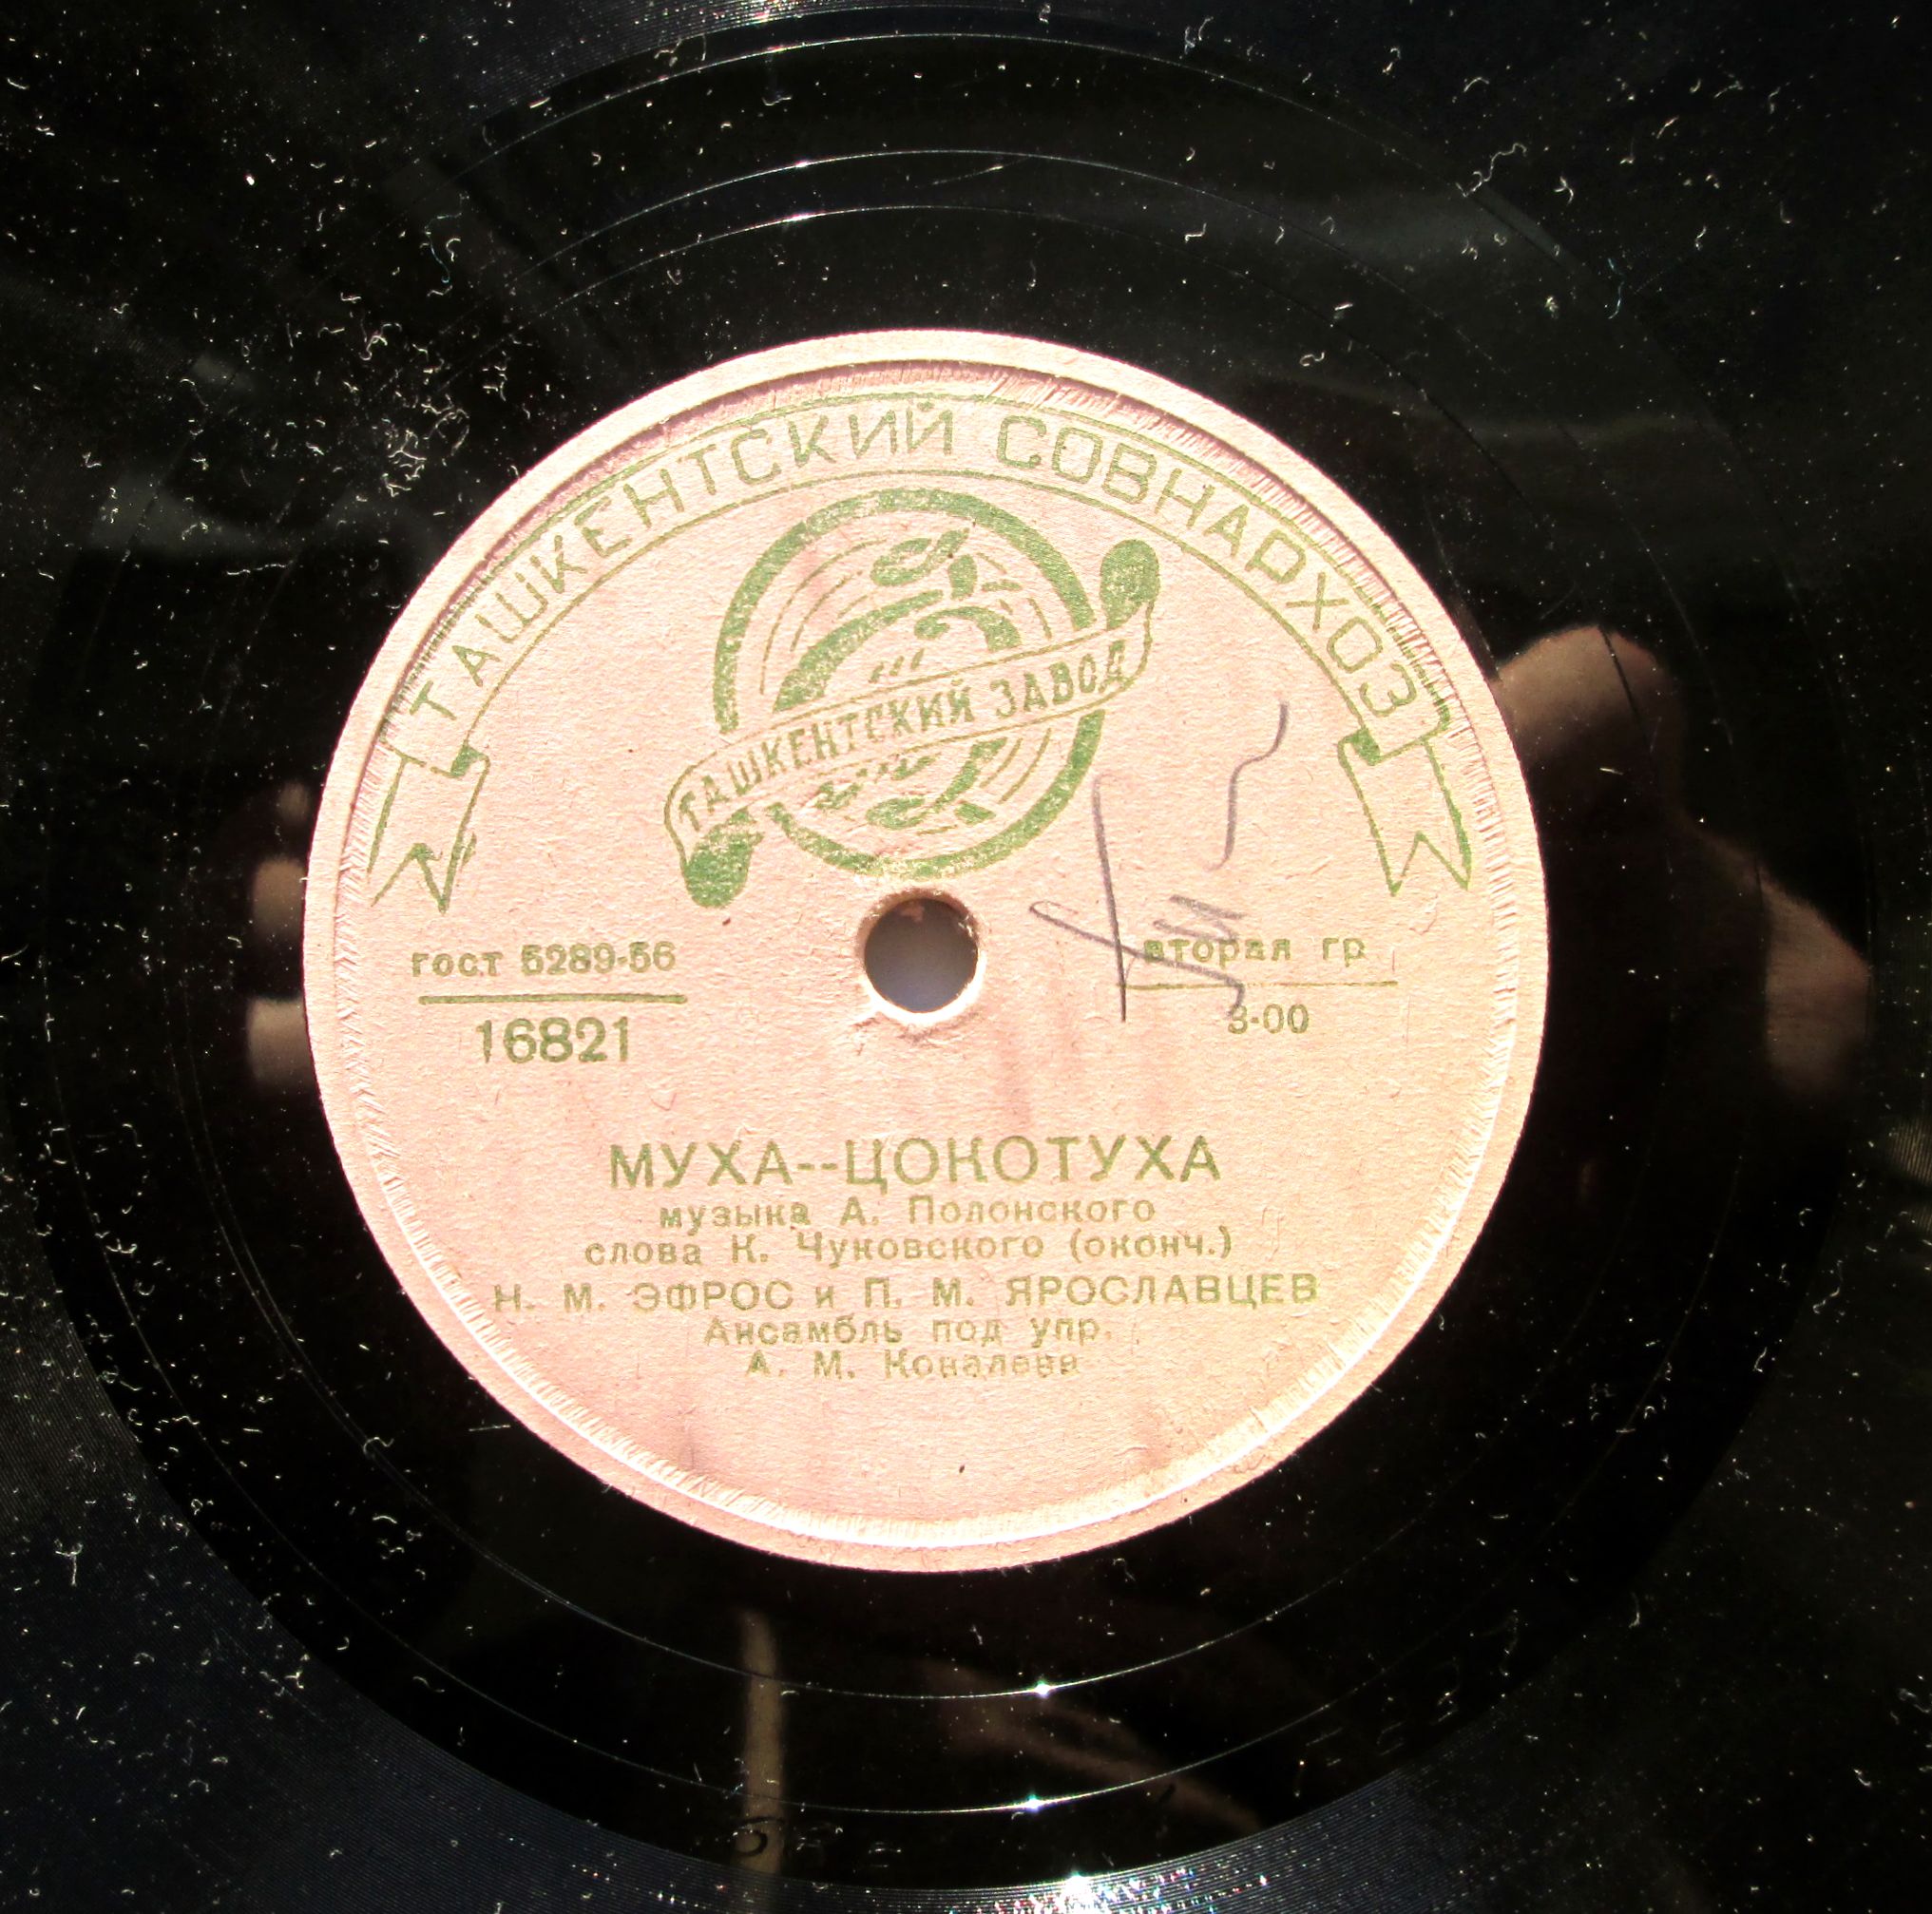 ТАШКЕНТСКИЙ СОВНАРХОЗ
ТАШКЕНТСКИЙ ЗАВОД
гост 5289-56
16821
вторая гр
3-00
МУХА--ЦОКОТУХА
музыка А. Полонского
слова К. Чуковского (оконч.)
Н. М. ЭФРОС и П. М. ЯРОСЛАВЦЕВ
Ансамбль под упр.
А. М. Ковалева